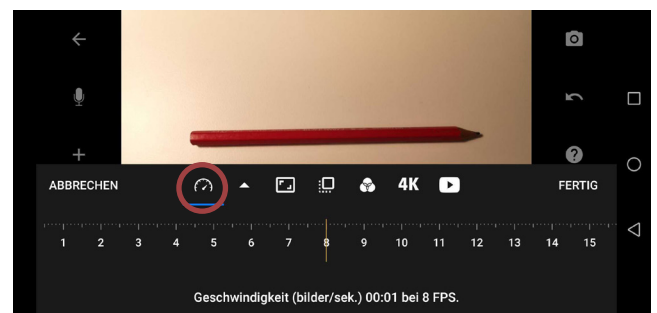 ABBRECHEN 4K FERTIG
1 2 3 4 5 6 7 8 9 10 11 12 13 14 15
Geschwindigkeit (bilder/sek.) 00:01 bei 8 FPS.